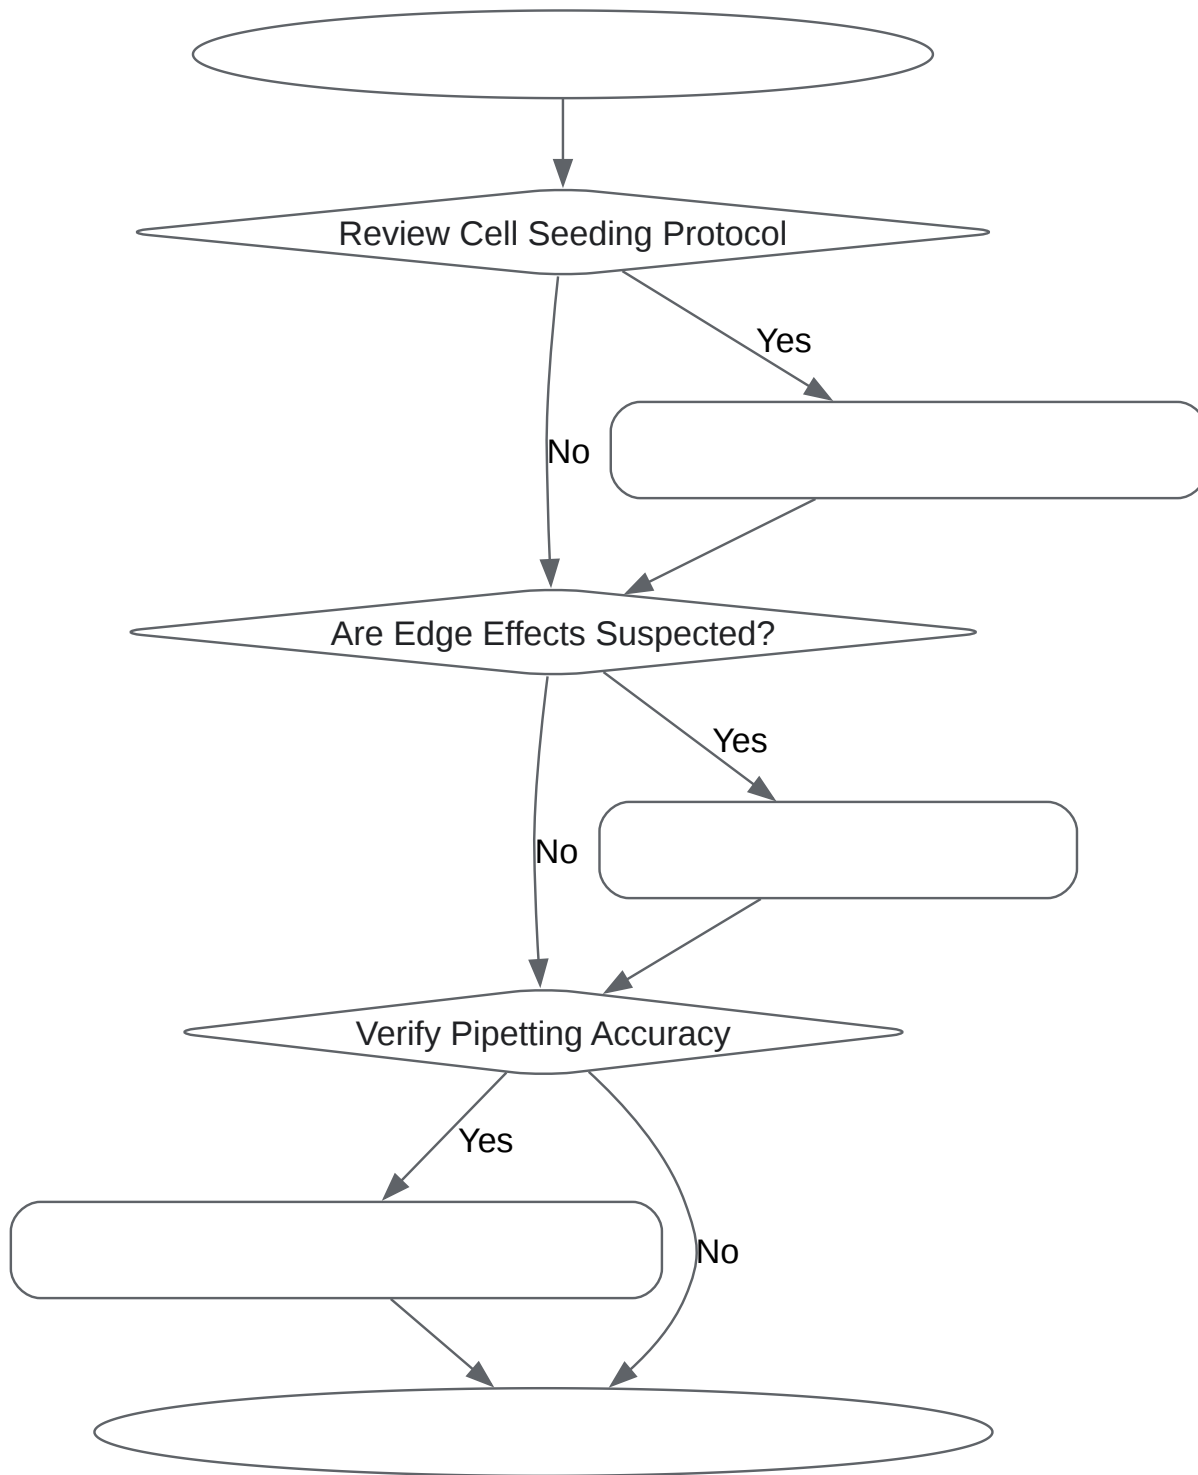 Review Cell Seeding Protocol
Yes
No
Are Edge Effects Suspected?
Yes
No
Verify Pipetting Accuracy
Yes
No